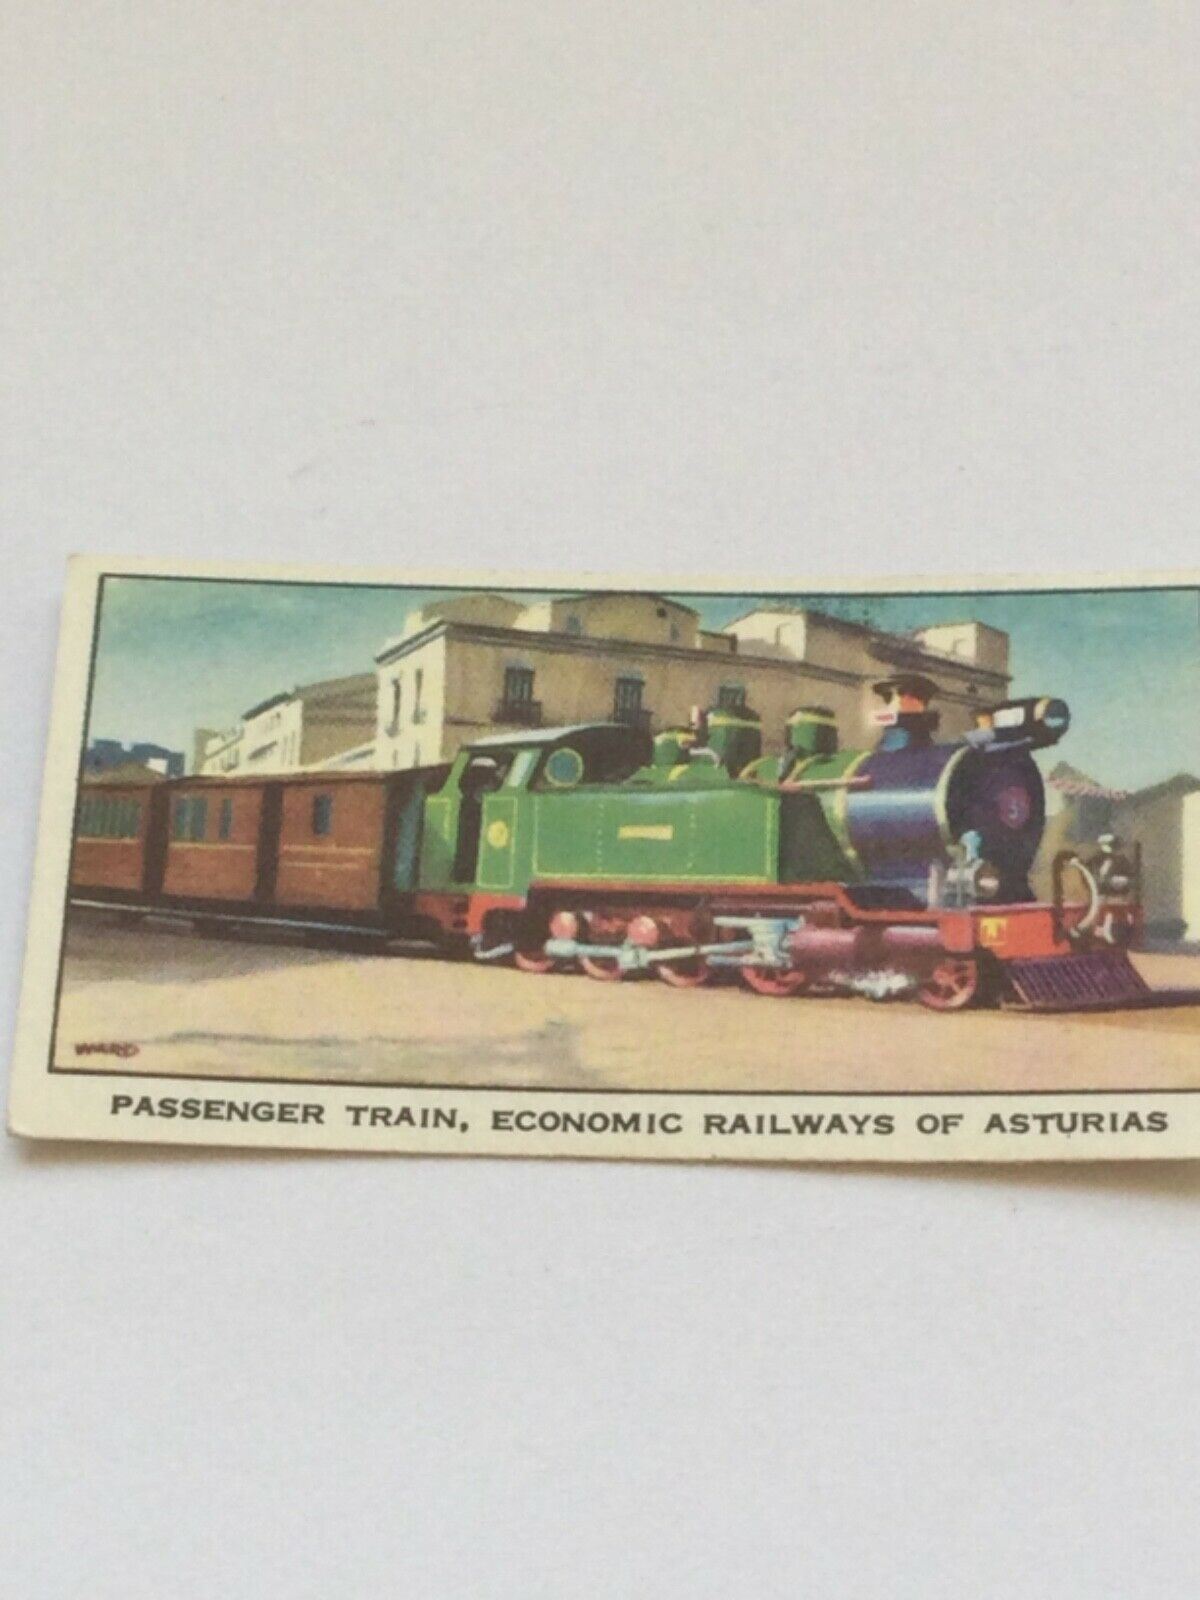 WARD
PASSENGER TRAIN, ECONOMIC RAILWAYS OF ASTURIAS